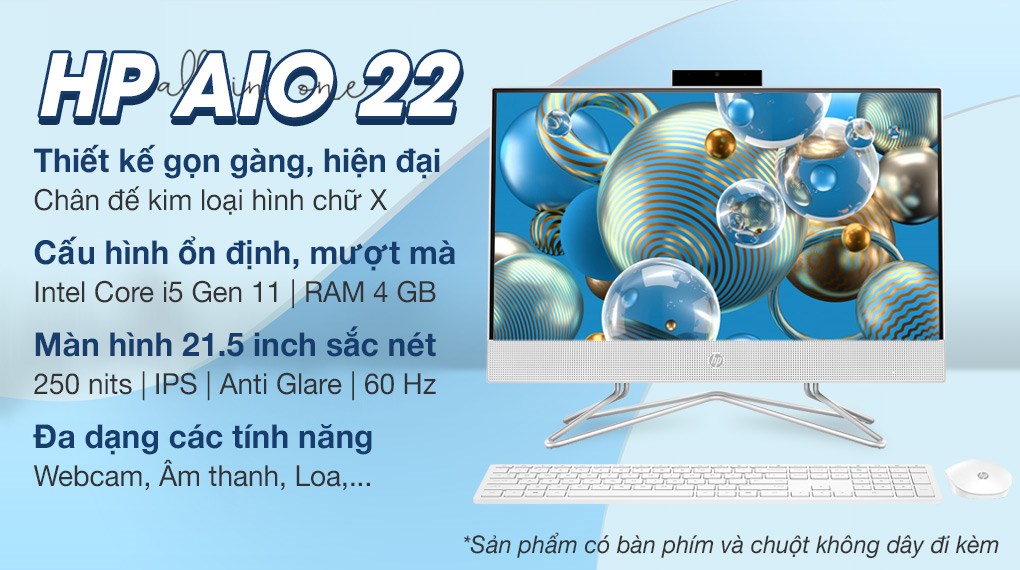 HP AIO 22
all in one
Thiết kế gọn gàng, hiện đại
Chân đế kim loại hình chữ X
Cấu hình ổn định, mượt mà
Intel Core i5 Gen 11 | RAM 4 GB
Màn hình 21.5 inch sắc nét
250 nits | IPS | Anti Glare | 60 Hz
Đa dạng các tính năng
Webcam, Âm thanh, Loa,...
hp
hp
*Sản phẩm có bàn phím và chuột không dây đi kèm